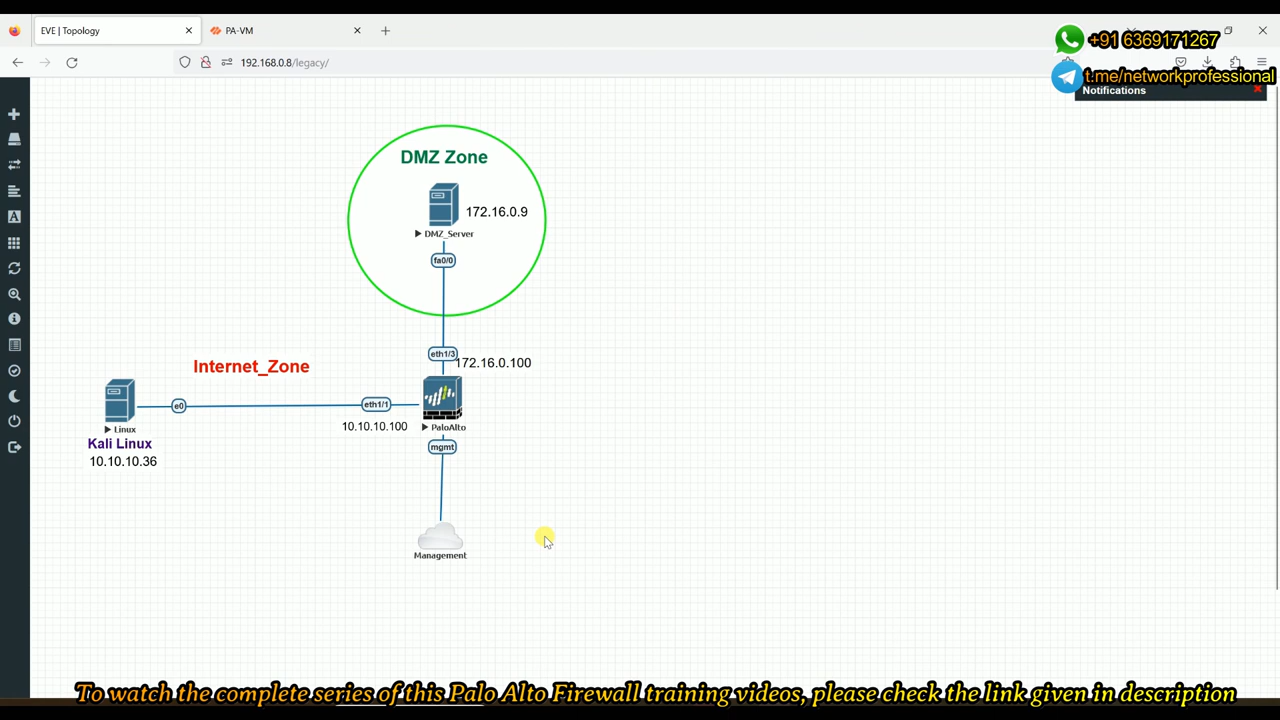 EVE | Topology
PA-VM
+91 6369171267
192.168.0.8/legacy/
t.me/networkprofessional
Notifications
DMZ Zone
172.16.0.9
DMZ_Server
fa0/0
eth1/3
172.16.0.100
Internet_Zone
e0
eth1/1
Linux
10.10.10.100
PaloAlto
Kali Linux
mgmt
10.10.10.36
Management
To watch the complete series of this Palo Alto Firewall training videos, please check the link given in description